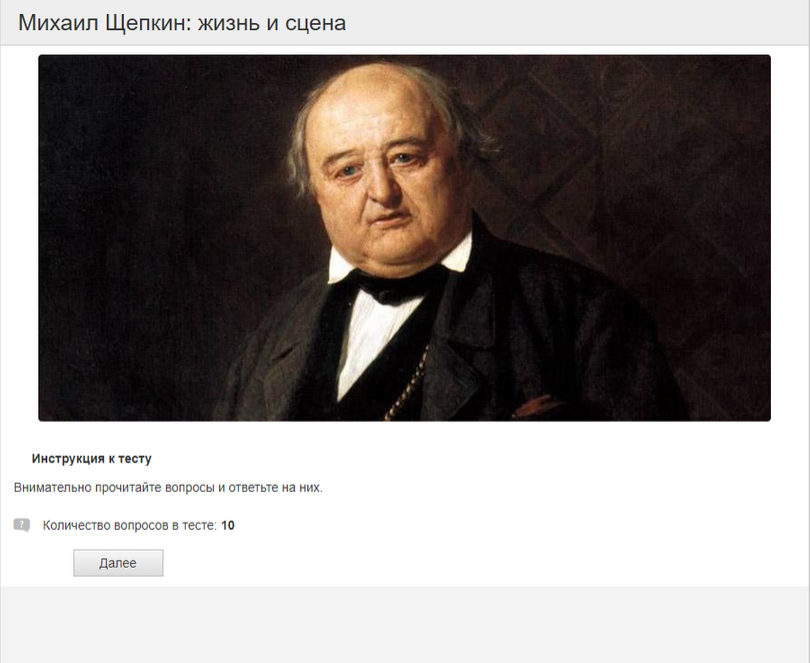 Михаил Щепкин: жизнь и сцена
Инструкция к тесту
Внимательно прочитайте вопросы и ответьте на них.
? Количество вопросов в тесте: 10
Далее